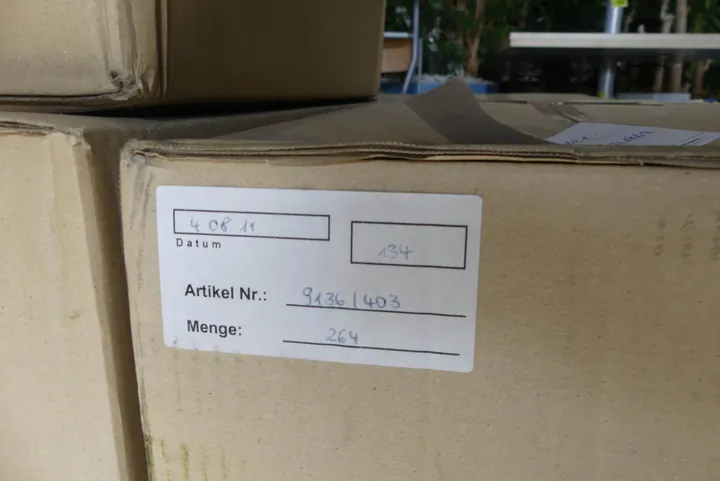 4 08 11
Datum
134
Artikel Nr.: 9136/403
Menge: 264